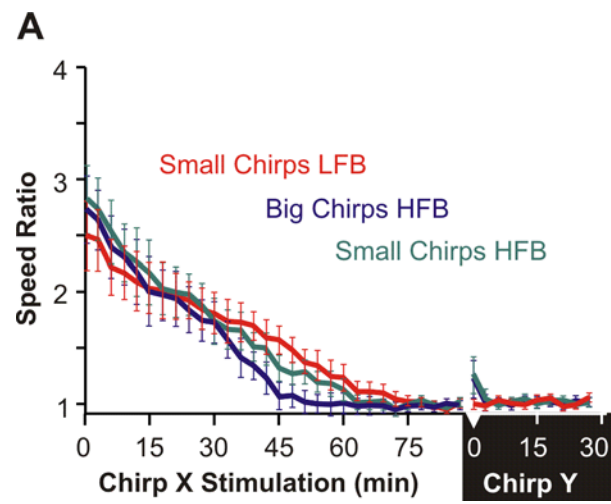 A
4
3
2
1
Speed Ratio
Small Chirps LFB
Big Chirps HFB
Small Chirps HFB
0 15 30 45 60 75 0 15 30
Chirp X Stimulation (min) Chirp Y